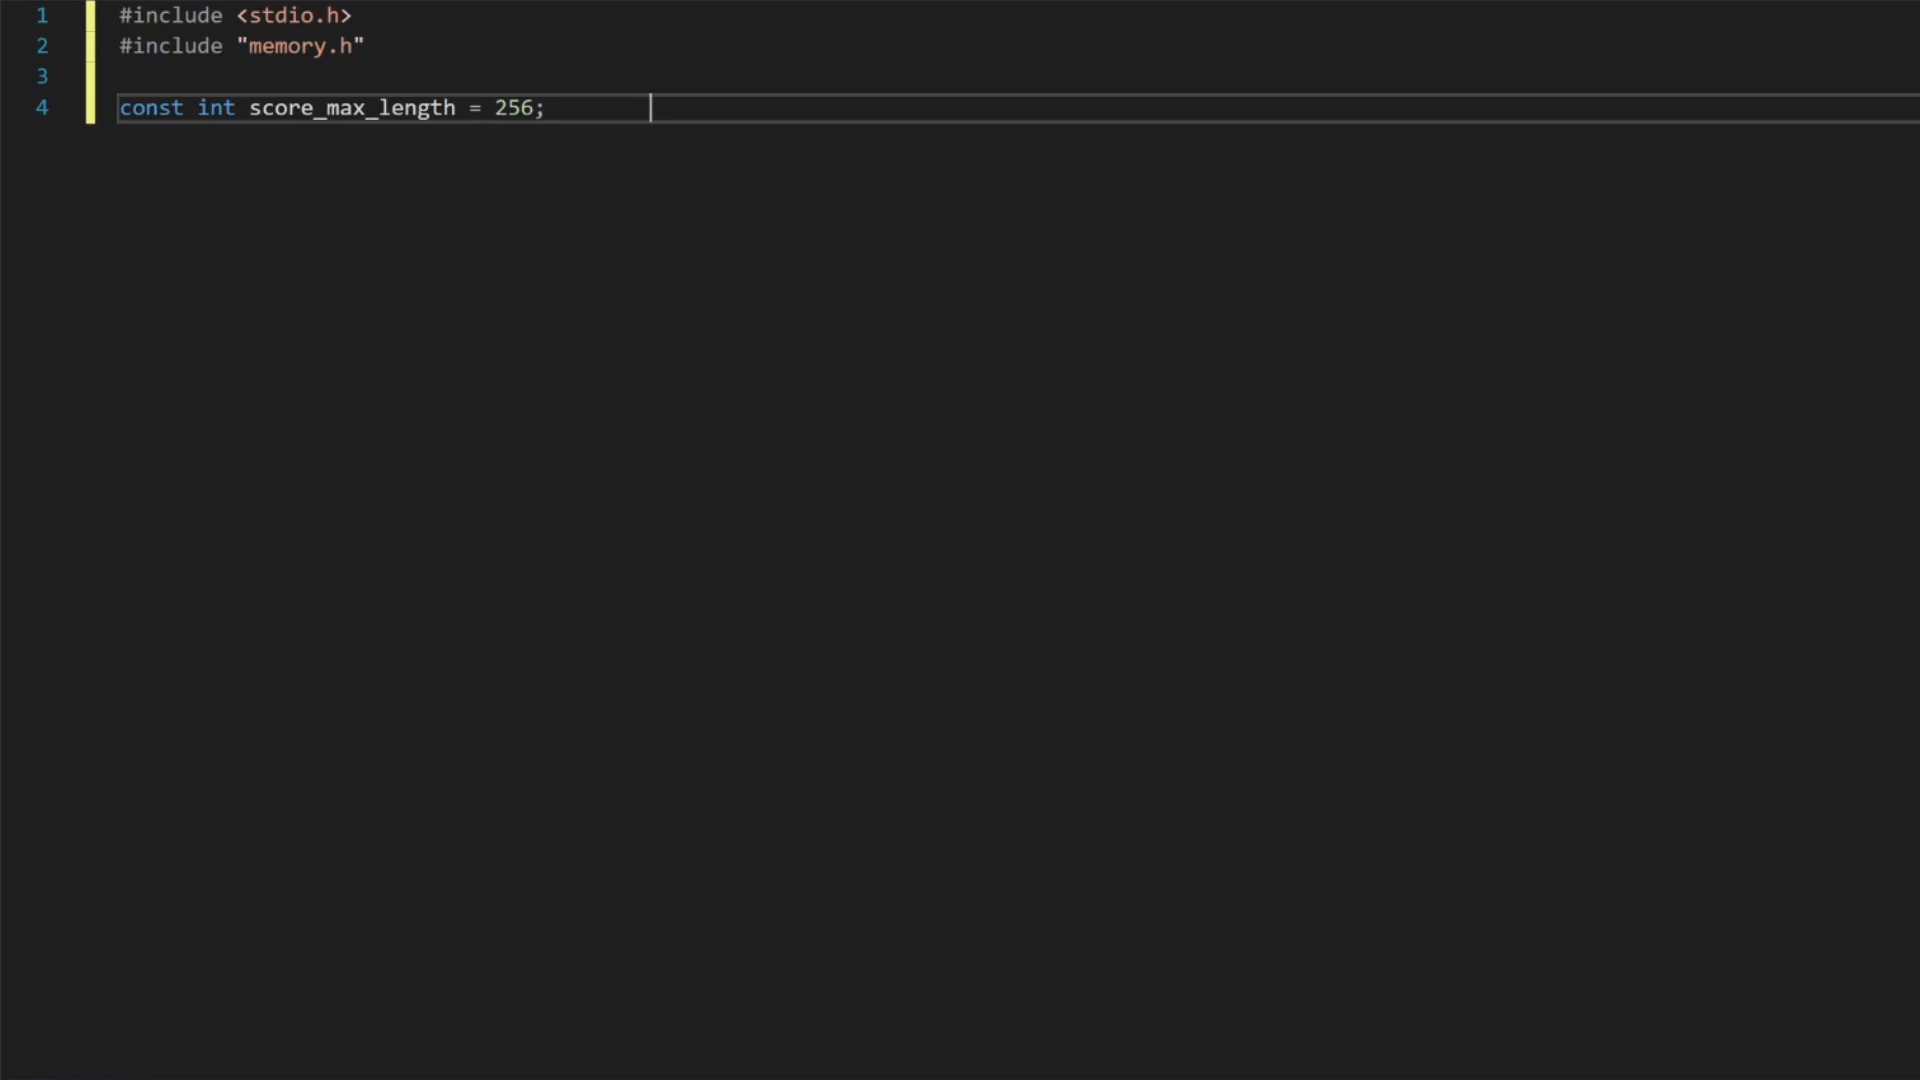 1 #include <stdio.h>
2 #include "memory.h"
3
4 const int score_max_length = 256;